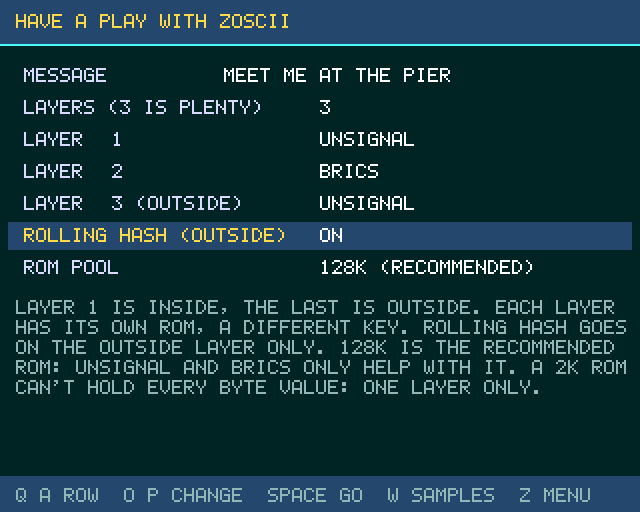 HAVE A PLAY WITH ZOSCII
MESSAGE MEET ME AT THE PIER
LAYERS (3 IS PLENTY) 3
LAYER 1 UNSIGNAL
LAYER 2 BRICS
LAYER 3 (OUTSIDE) UNSIGNAL
ROLLING HASH (OUTSIDE) ON
ROM POOL 128K (RECOMMENDED)
LAYER 1 IS INSIDE, THE LAST IS OUTSIDE. EACH LAYER
HAS ITS OWN ROM, A DIFFERENT KEY. ROLLING HASH GOES
ON THE OUTSIDE LAYER ONLY. 128K IS THE RECOMMENDED
ROM: UNSIGNAL AND BRICS ONLY HELP WITH IT. A 2K ROM
CAN'T HOLD EVERY BYTE VALUE: ONE LAYER ONLY.
Q A ROW O P CHANGE SPACE GO W SAMPLES Z MENU